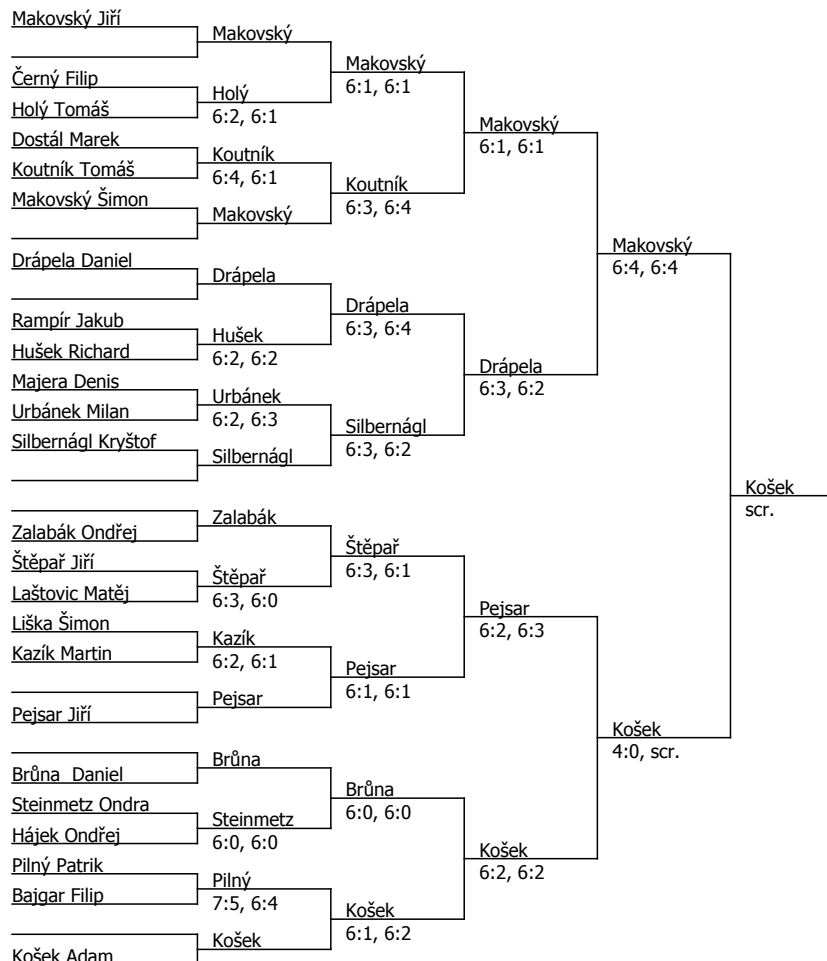 Makovský Jiří
Makovský
Makovský
6:1, 6:1
Černý Filip
Holý
6:2, 6:1
Holý Tomáš
Makovský
6:1, 6:1
Dostál Marek
Koutník
6:4, 6:1
Koutník Tomáš
Koutník
6:3, 6:4
Makovský Šimon
Makovský
Makovský
6:4, 6:4
Drápela Daniel
Drápela
Drápela
6:3, 6:4
Rampír Jakub
Hušek
6:2, 6:2
Hušek Richard
Drápela
6:3, 6:2
Majera Denis
Urbánek
6:2, 6:3
Urbánek Milan
Silbernágl
6:3, 6:2
Silbernágl Kryštof
Silbernágl
Košek
scr.
Zalabák
Zalabák Ondřej
Štěpař
6:3, 6:1
Štěpař Jiří
Štěpař
6:3, 6:0
Laštovic Matěj
Pejsar
6:2, 6:3
Liška Šimon
Kazík
6:2, 6:1
Kazík Martin
Pejsar
6:1, 6:1
Pejsar
Pejsar Jiří
Košek
4:0, scr.
Brůna
Brůna  Daniel
Brůna
6:0, 6:0
Steinmetz Ondra
Steinmetz
6:0, 6:0
Hájek Ondřej
Košek
6:2, 6:2
Pilný Patrik
Pilný
7:5, 6:4
Bajgar Filip
Košek
6:1, 6:2
Košek
Košek Adam